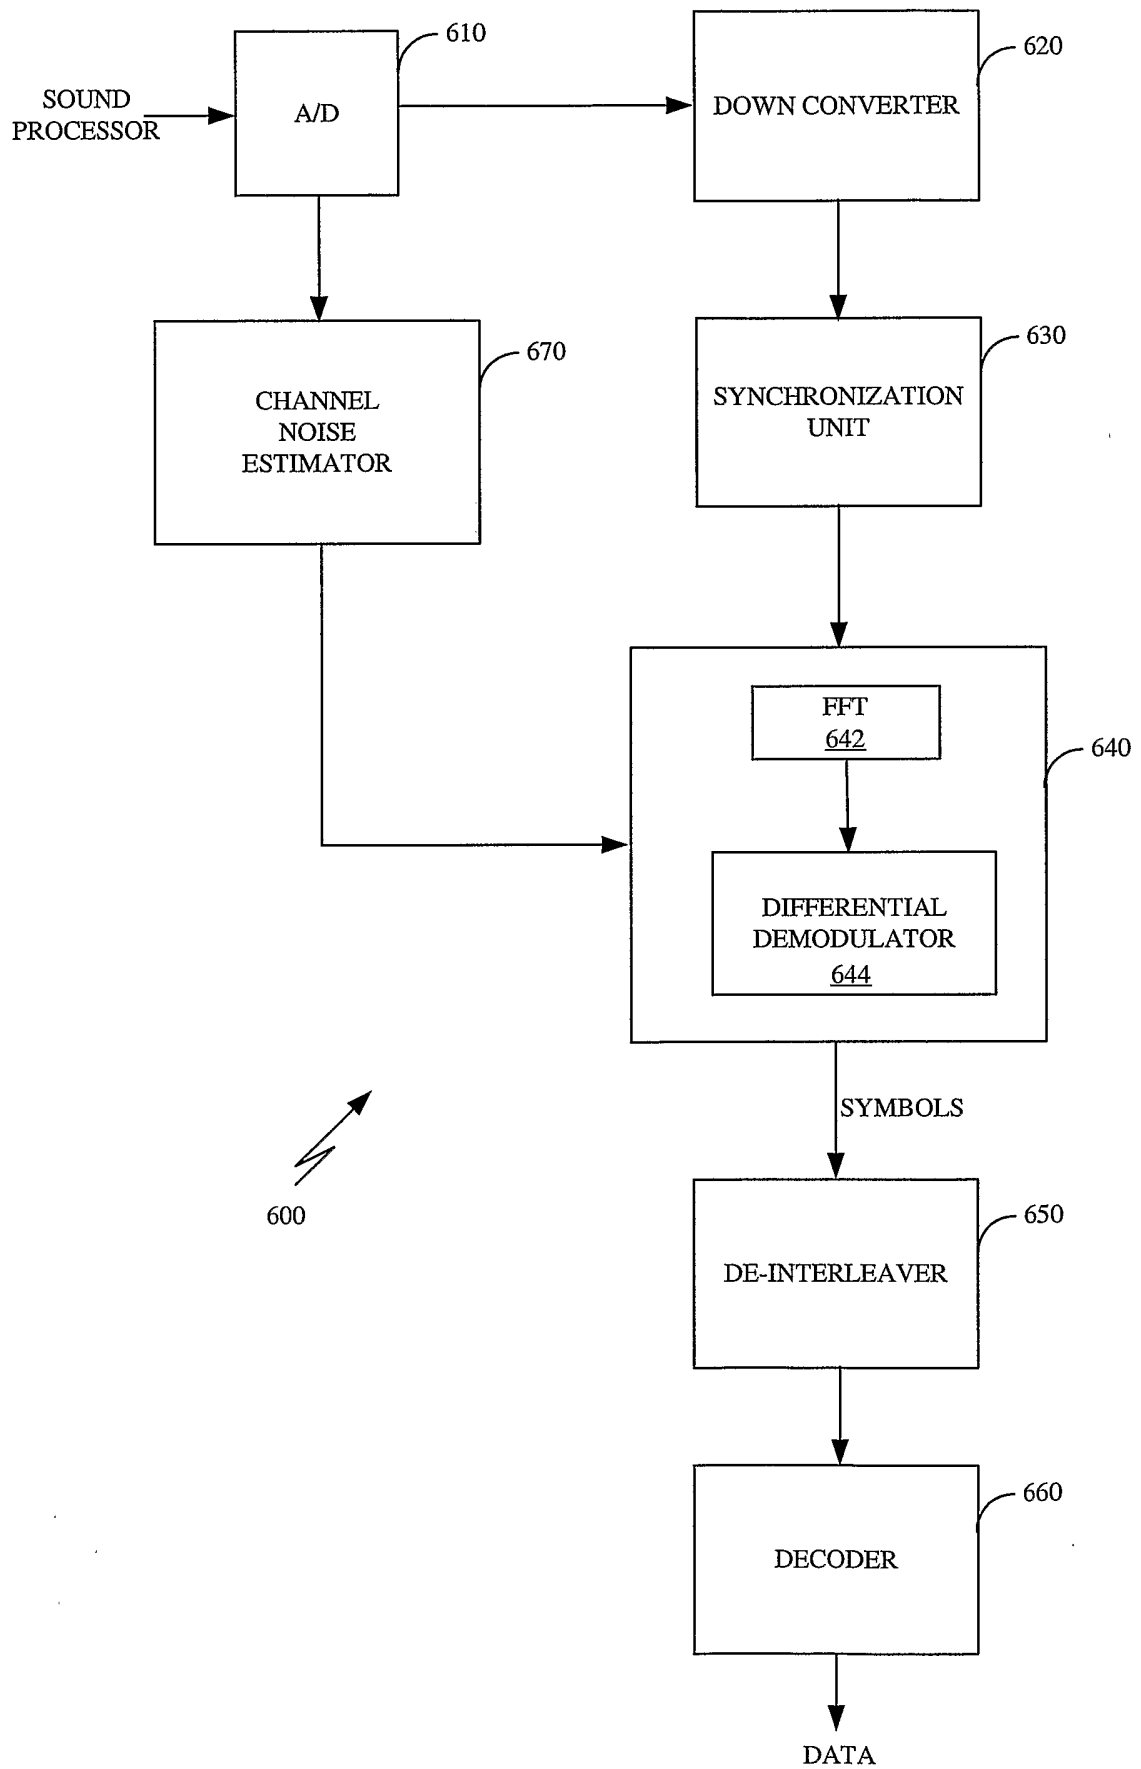 610
620
SOUND
PROCESSOR
A/D
DOWN CONVERTER
630
670
SYNCHRONIZATION
UNIT
CHANNEL
NOISE
ESTIMATOR
FFT
642
640
DIFFERENTIAL
DEMODULATOR
644
SYMBOLS
600
650
DE-INTERLEAVER
660
DECODER
DATA